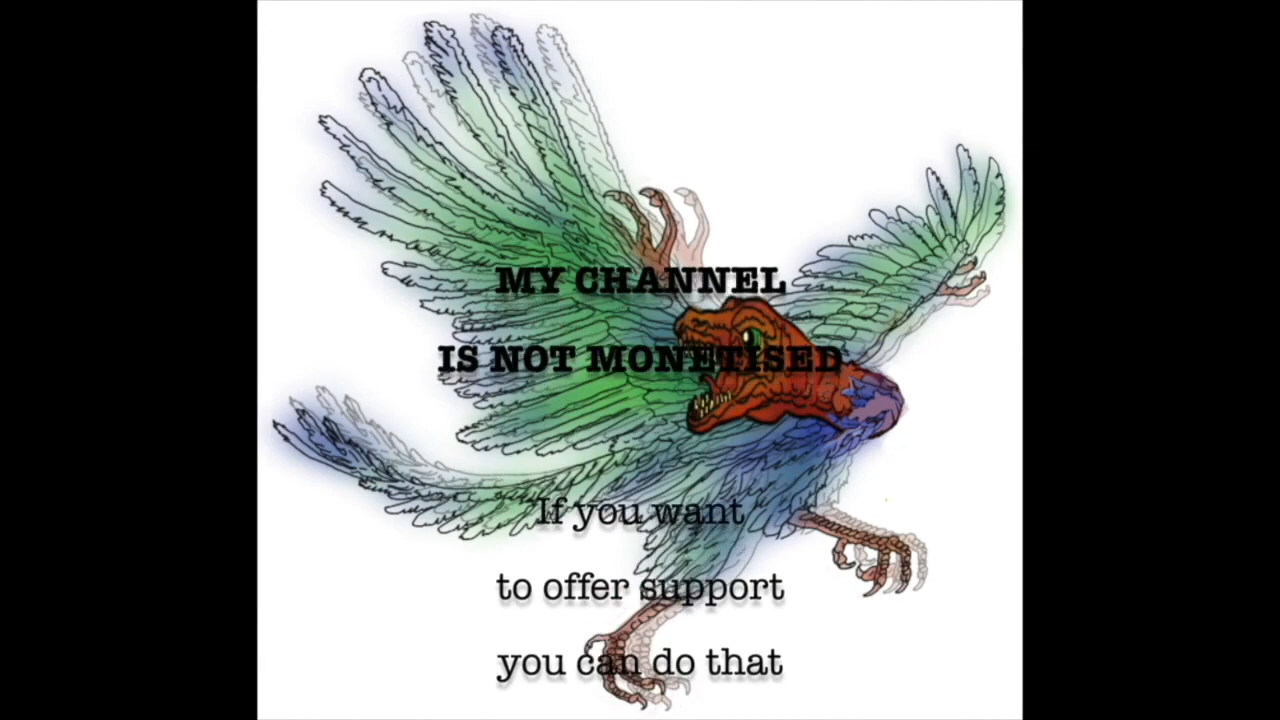 MY CHANNEL
IS NOT MONETISED
If you want
to offer support
you can do that